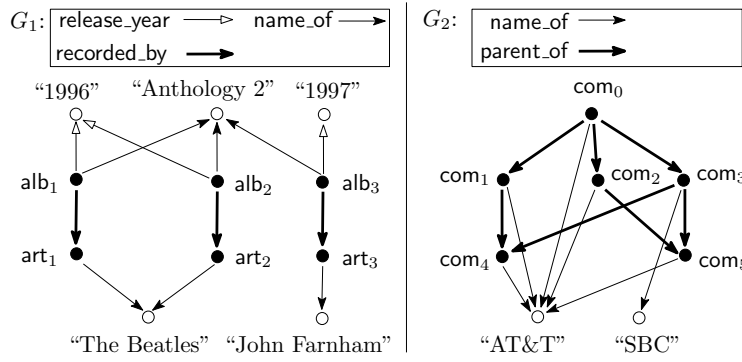 G₁: release_year name_of
recorded_by
"1996" "Anthology 2" "1997"
alb₁ alb₂ alb₃
art₁ art₂ art₃
"The Beatles" "John Farnham"
G₂: name_of
parent_of
com₀
com₁ com₂ com₃
com₄ com₅
"AT&T" "SBC"